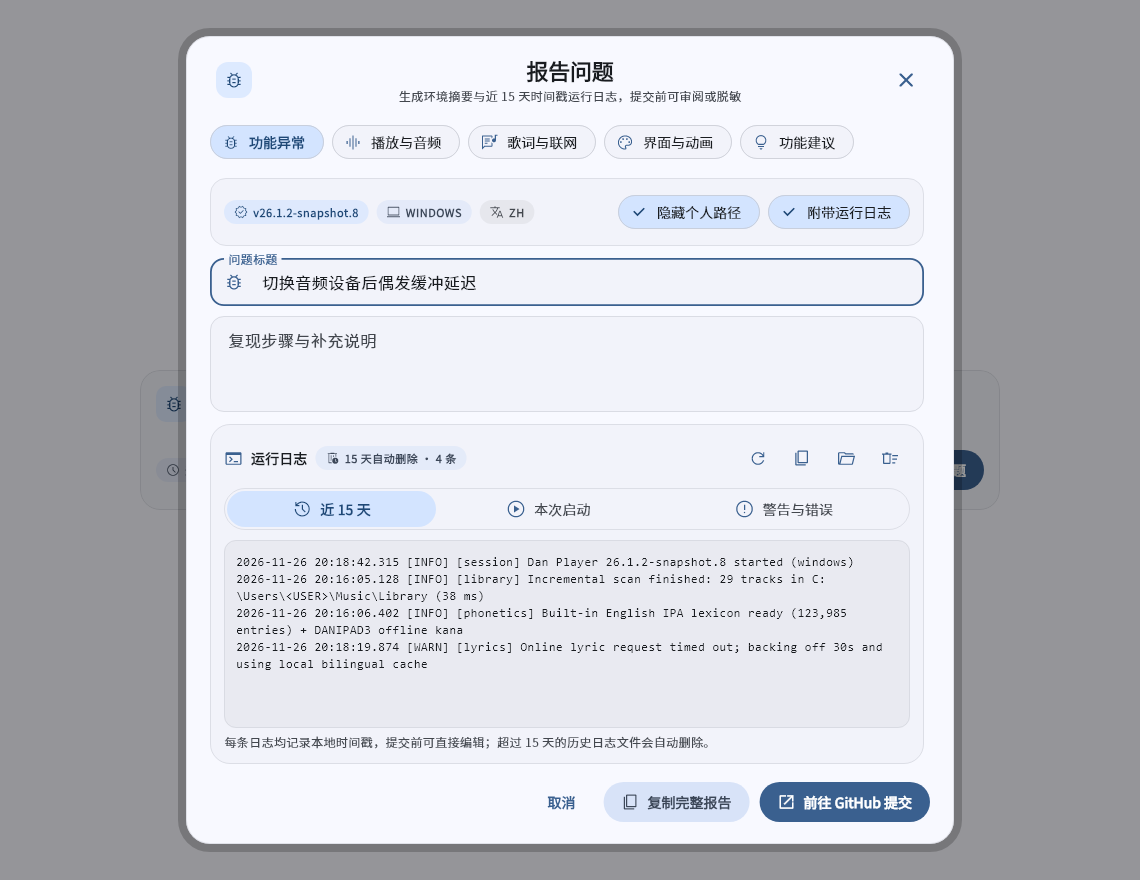 报告问题
生成环境摘要与近 15 天时间戳运行日志，提交前可审阅或脱敏
功能异常
播放与音频
歌词与联网
界面与动画
功能建议
v26.1.2-snapshot.8
WINDOWS
ZH
隐藏个人路径
附带运行日志
问题标题
切换音频设备后偶发缓冲延迟
复现步骤与补充说明
运行日志
15 天自动删除 · 4 条
近 15 天
本次启动
警告与错误
2026-11-26 20:18:42.315 [INFO] [session] Dan Player 26.1.2-snapshot.8 started (windows)
2026-11-26 20:16:05.128 [INFO] [library] Incremental scan finished: 29 tracks in C:
\Users\<USER>\Music\Library (38 ms)
2026-11-26 20:16:06.402 [INFO] [phonetics] Built-in English IPA lexicon ready (123,985
entries) + DANIPAD3 offline kana
2026-11-26 20:18:19.874 [WARN] [lyrics] Online lyric request timed out; backing off 30s and
using local bilingual cache
每条日志均记录本地时间戳，提交前可直接编辑；超过 15 天的历史日志文件会自动删除。
取消
复制完整报告
前往 GitHub 提交
题